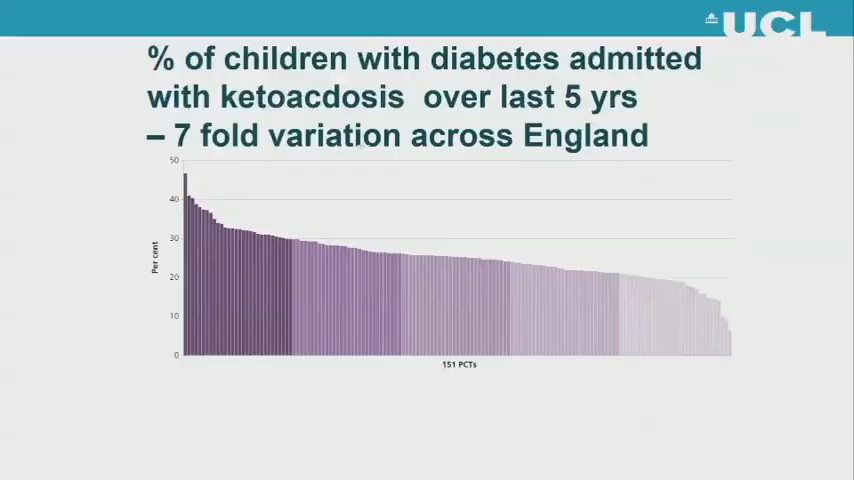 UCL
% of children with diabetes admitted
with ketoacdosis over last 5 yrs
– 7 fold variation across England
50
40
30
20
10
0
Per cent
151 PCTs